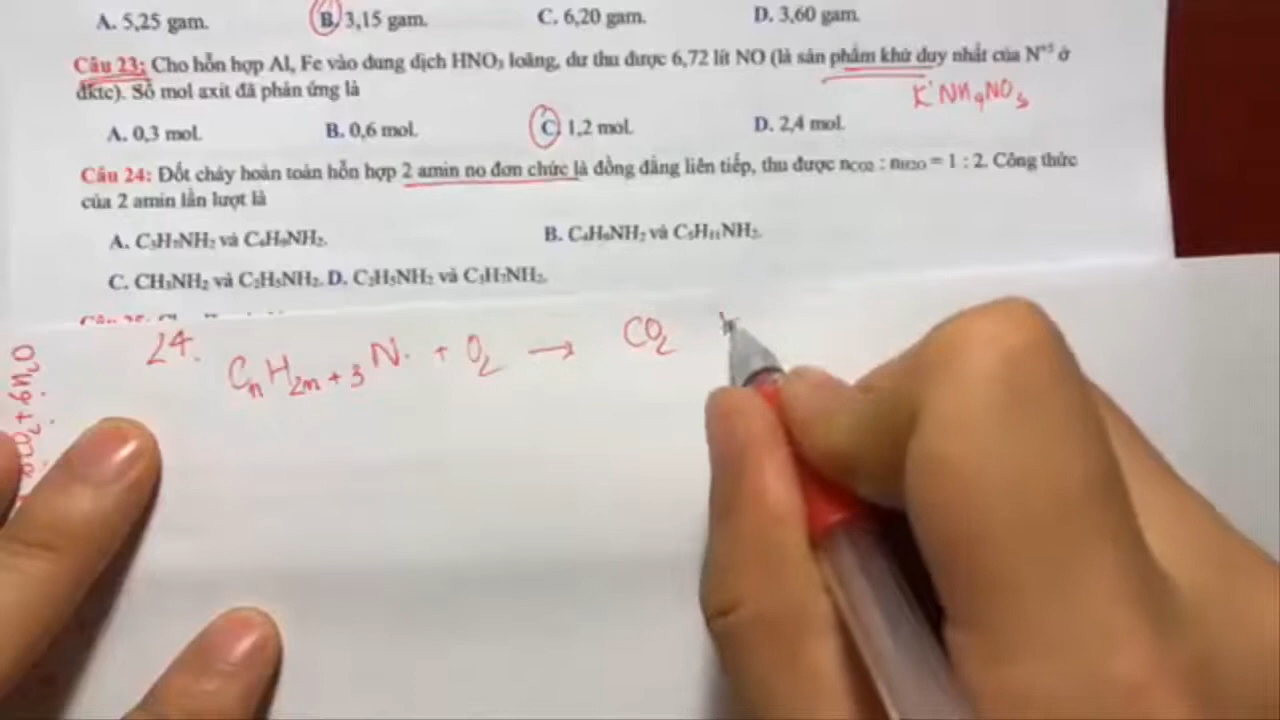 A. 5,25 gam. B. 3,15 gam. C. 6,20 gam. D. 3,60 gam.
Câu 23: Cho hỗn hợp Al, Fe vào dung dịch HNO₃ loãng, dư thu được 6,72 lít NO (là sản phẩm khử duy nhất của N⁺⁵ ở
đktc). Số mol axit đã phản ứng là
K' NH₄NO₃
A. 0,3 mol. B. 0,6 mol. C. 1,2 mol. D. 2,4 mol.
Câu 24: Đốt cháy hoàn toàn hỗn hợp 2 amin no đơn chức là đồng đẳng liên tiếp, thu được nCO2 : nH2O = 1 : 2. Công thức
của 2 amin lần lượt là
A. C₃H₇NH₂ và C₄H₉NH₂. B. C₄H₉NH₂ và C₅H₁₁NH₂.
C. CH₃NH₂ và C₂H₅NH₂. D. C₂H₅NH₂ và C₃H₇NH₂.
24. CnH2n+3N. + O₂ → CO₂